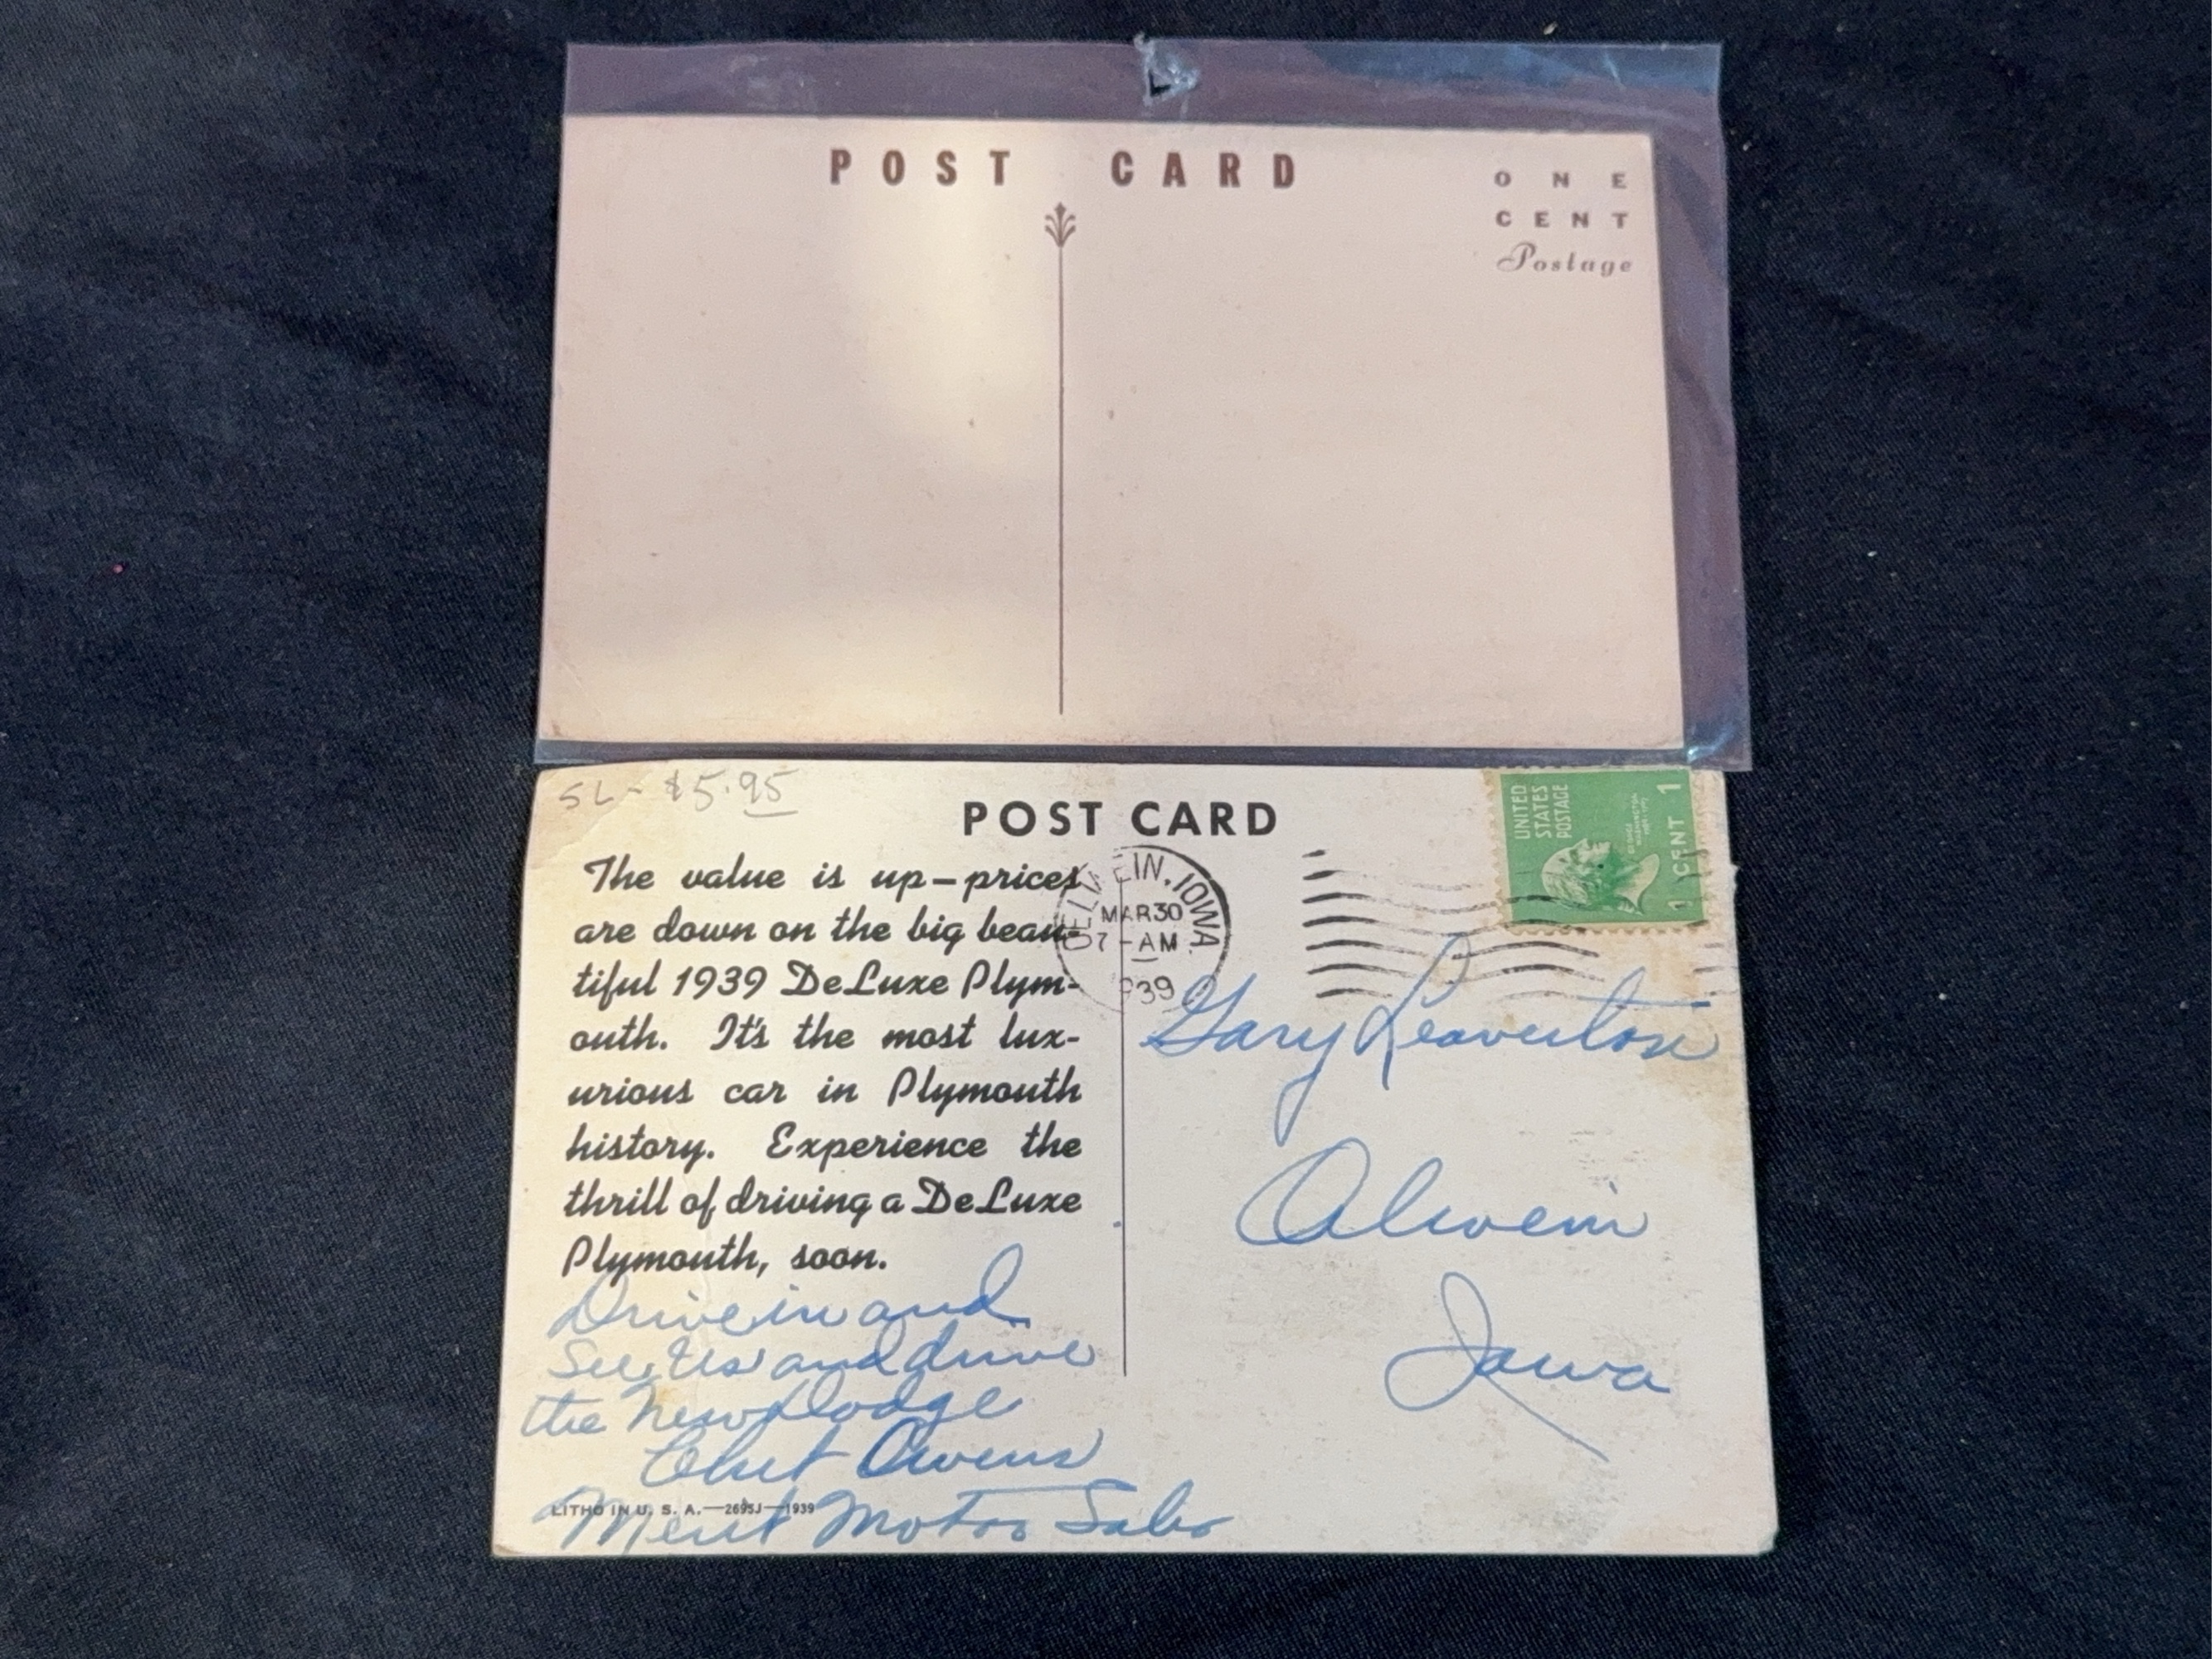 POST CARD
ONE
CENT
Postage
SL - $5.95
POST CARD
UNITED
STATES
POSTAGE
1 CENT 1
The value is up—prices
are down on the big beau-
tiful 1939 DeLuxe Plym-
outh. It's the most lux-
urious car in Plymouth
history. Experience the
thrill of driving a DeLuxe
Plymouth, soon.
OELWEIN, IOWA.
MAR 30
7 - AM
1939
Gary Leaverton
Olwein
Iowa
Drive in and
See Us and drive
the New Dodge
Chet Owens
Merit Motor Sales
LITHO IN U. S. A.—2695J—1939